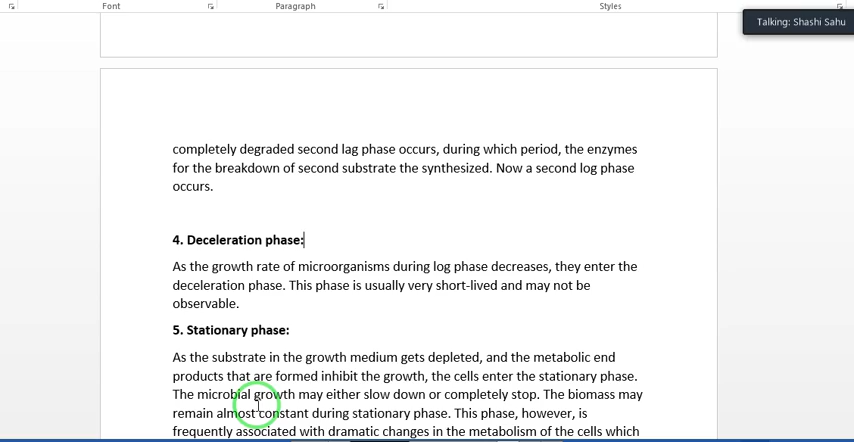 Font Paragraph Styles
Talking: Shashi Sahu
completely degraded second lag phase occurs, during which period, the enzymes
for the breakdown of second substrate the synthesized. Now a second log phase
occurs.
4. Deceleration phase:
As the growth rate of microorganisms during log phase decreases, they enter the
deceleration phase. This phase is usually very short-lived and may not be
observable.
5. Stationary phase:
As the substrate in the growth medium gets depleted, and the metabolic end
products that are formed inhibit the growth, the cells enter the stationary phase.
The microbial growth may either slow down or completely stop. The biomass may
remain almost constant during stationary phase. This phase, however, is
frequently associated with dramatic changes in the metabolism of the cells which